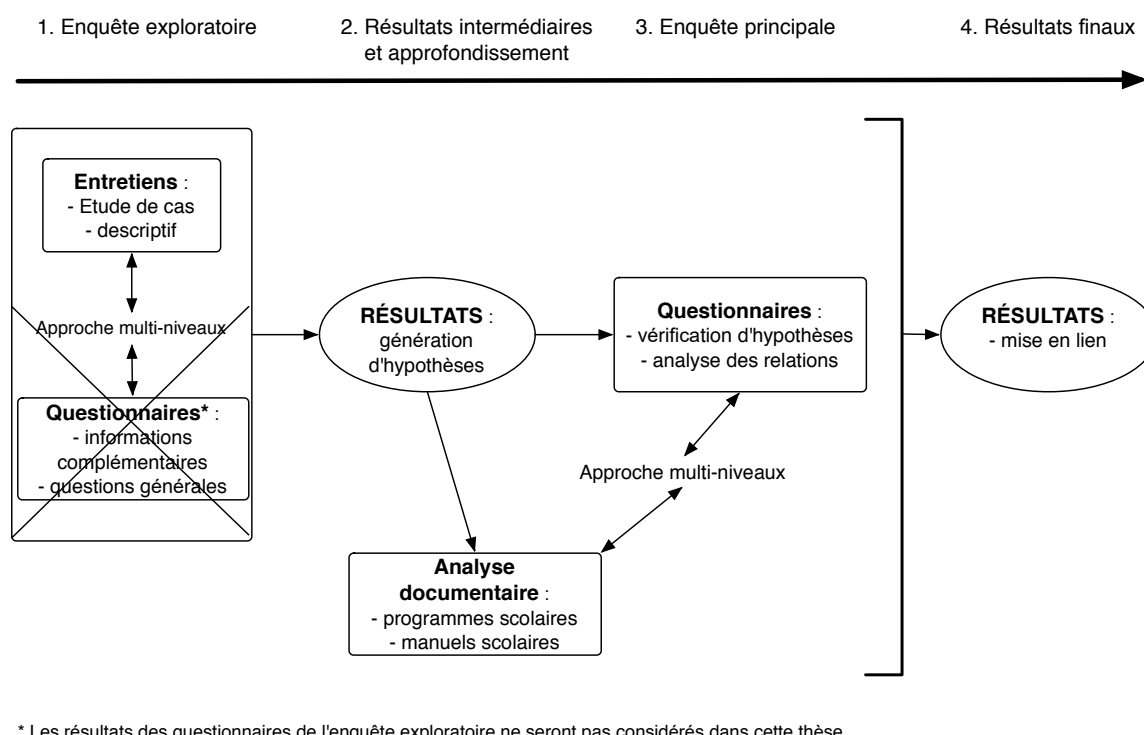 1. Enquête exploratoire
2. Résultats intermédiaires
et approfondissement
3. Enquête principale
4. Résultats finaux
Entretiens :
- Etude de cas
- descriptif
Approche multi-niveaux
Questionnaires* :
- informations
complémentaires
- questions générales
RÉSULTATS :
génération
d'hypothèses
Analyse
documentaire :
- programmes scolaires
- manuels scolaires
Questionnaires :
- vérification d'hypothèses
- analyse des relations
Approche multi-niveaux
RÉSULTATS :
- mise en lien
* Les résultats des questionnaires de l'enquête exploratoire ne seront pas considérés dans cette thèse